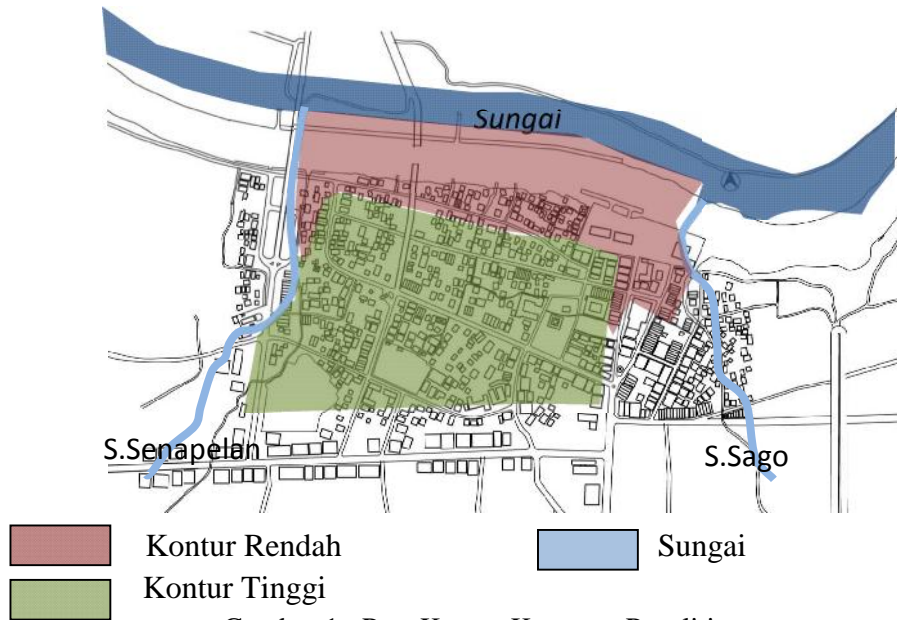 Sungai
S.Senapelan
S.Sago
Kontur Rendah
Sungai
Kontur Tinggi